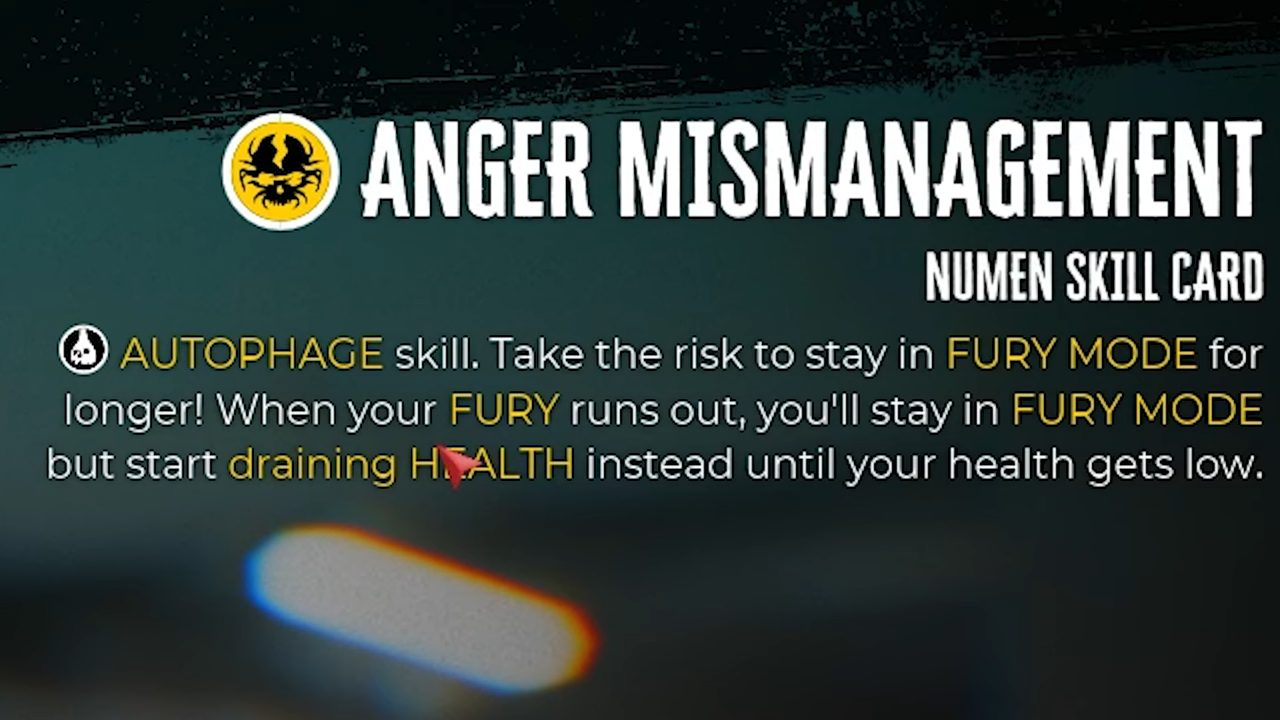 ANGER MISMANAGEMENT
NUMEN SKILL CARD
AUTOPHAGE skill. Take the risk to stay in FURY MODE for
longer! When your FURY runs out, you'll stay in FURY MODE
but start draining HEALTH instead until your health gets low.